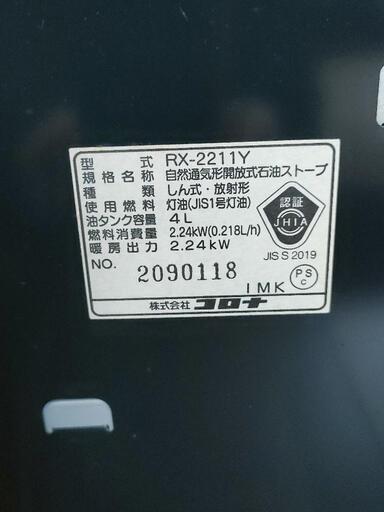 型式 RX-2211Y
規格名称 自然通気形開放式石油ストーブ
種類 しん式・放射形
使用燃料 灯油(JIS1号灯油)
油タンク容量 4L
燃料消費量 2.24kW(0.218L/h)
暖房出力 2.24kW
認証
JHIA
JIS S 2019
NO. 2090118
PS
C
IMK
株式会社 コロナ